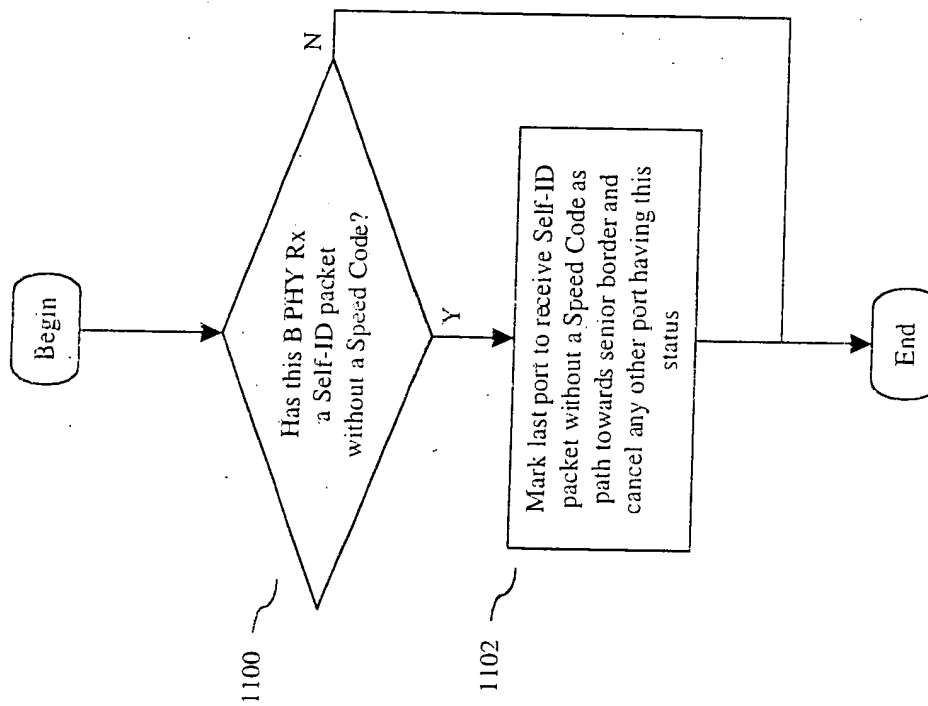 Begin
Has this B PHY Rx
a Self-ID packet
without a Speed Code?
N
1100
Y
Mark last port to receive Self-ID
packet without a Speed Code as
path towards senior border and
cancel any other port having this
status
1102
End